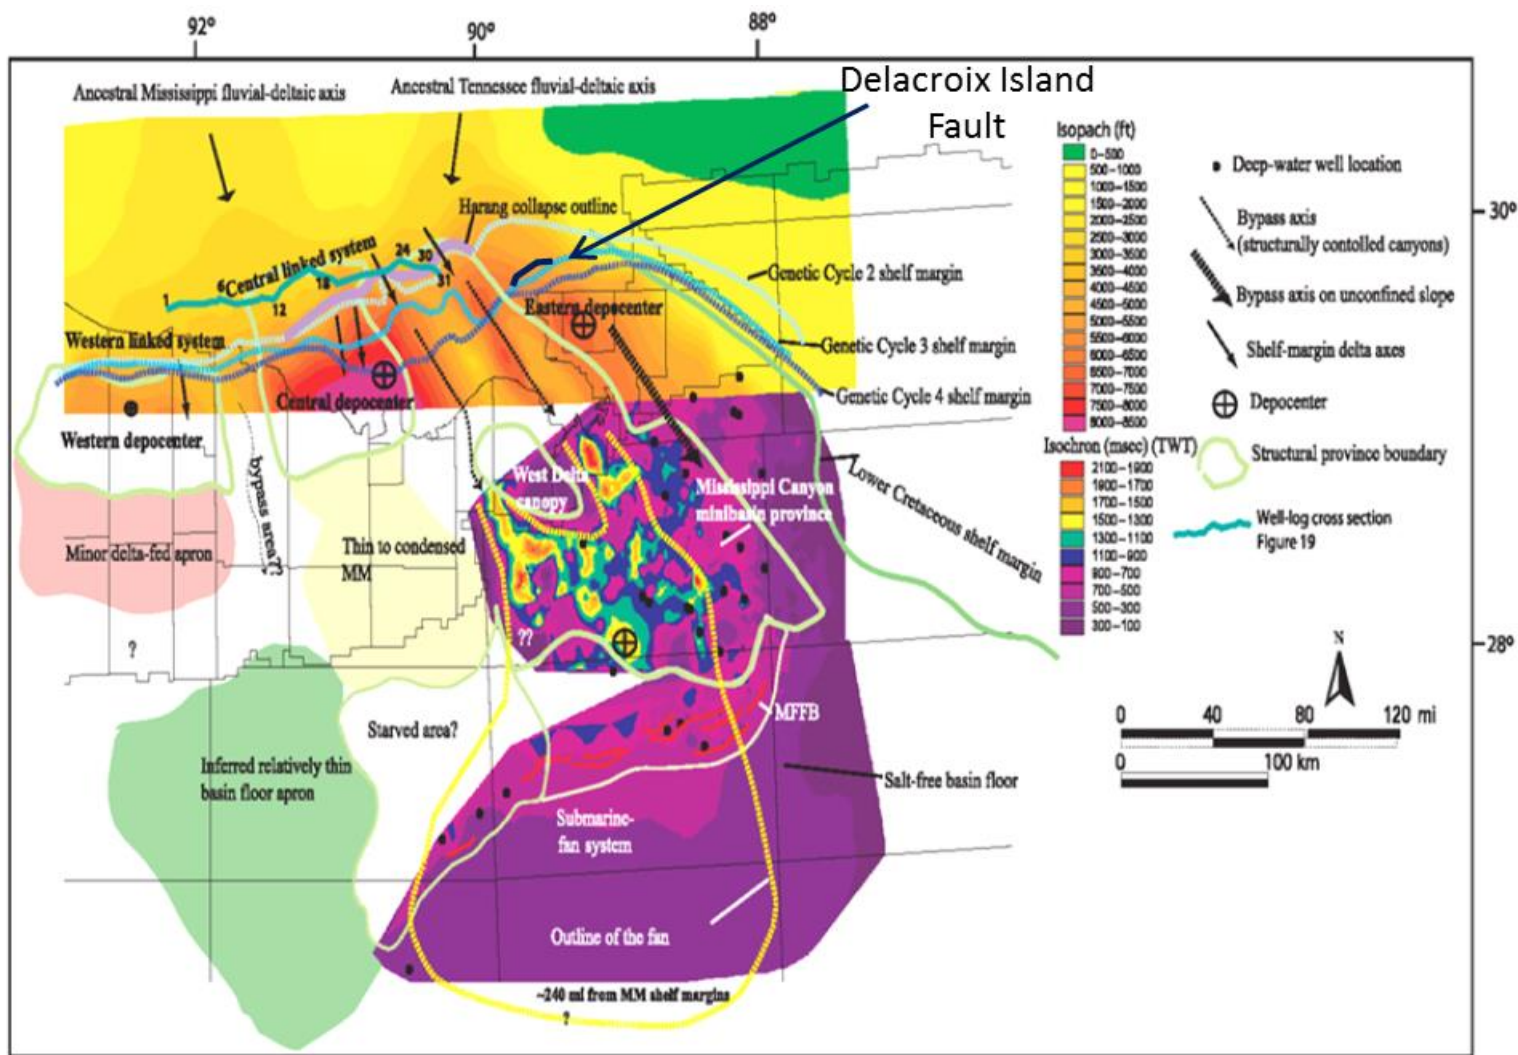 92º
90º
88º
Ancestral Mississippi fluvial-deltaic axis
Ancestral Tennessee fluvial-deltaic axis
Delacroix Island
Fault
Harang collapse outline
Central linked system
1
6
12
18
24
30
31
Western linked system
Eastern depocenter
Genetic Cycle 2 shelf margin
Genetic Cycle 3 shelf margin
Genetic Cycle 4 shelf margin
Central depocenter
Western depocenter
bypass area??
West Delta
canopy
Mississippi Canyon
minibasin province
Lower Cretaceous shelf margin
Minor delta-fed apron
Thin to condensed
MM
?
??
Starved area?
MFFB
Inferred relatively thin
basin floor apron
Salt-free basin floor
Submarine-
fan system
Outline of the fan
~240 mi from MM shelf margins
?
Isopach (ft)
0-500
500-1000
1000-1500
1500-2000
2000-2500
2500-3000
3000-3500
3500-4000
4000-4500
4500-5000
5000-5500
5500-6000
6000-6500
6500-7000
7000-7500
7500-8000
8000-8500
Isochron (msec) (TWT)
2100-1900
1900-1700
1700-1500
1500-1300
1300-1100
1100-900
900-700
700-500
500-300
300-100
Deep-water well location
Bypass axis
(structurally contolled canyons)
Bypass axis on unconfined slope
Shelf-margin delta axes
Depocenter
Structural province boundary
Well-log cross section
Figure 19
30º
28º
N
0 40 80 120 mi
0 100 km